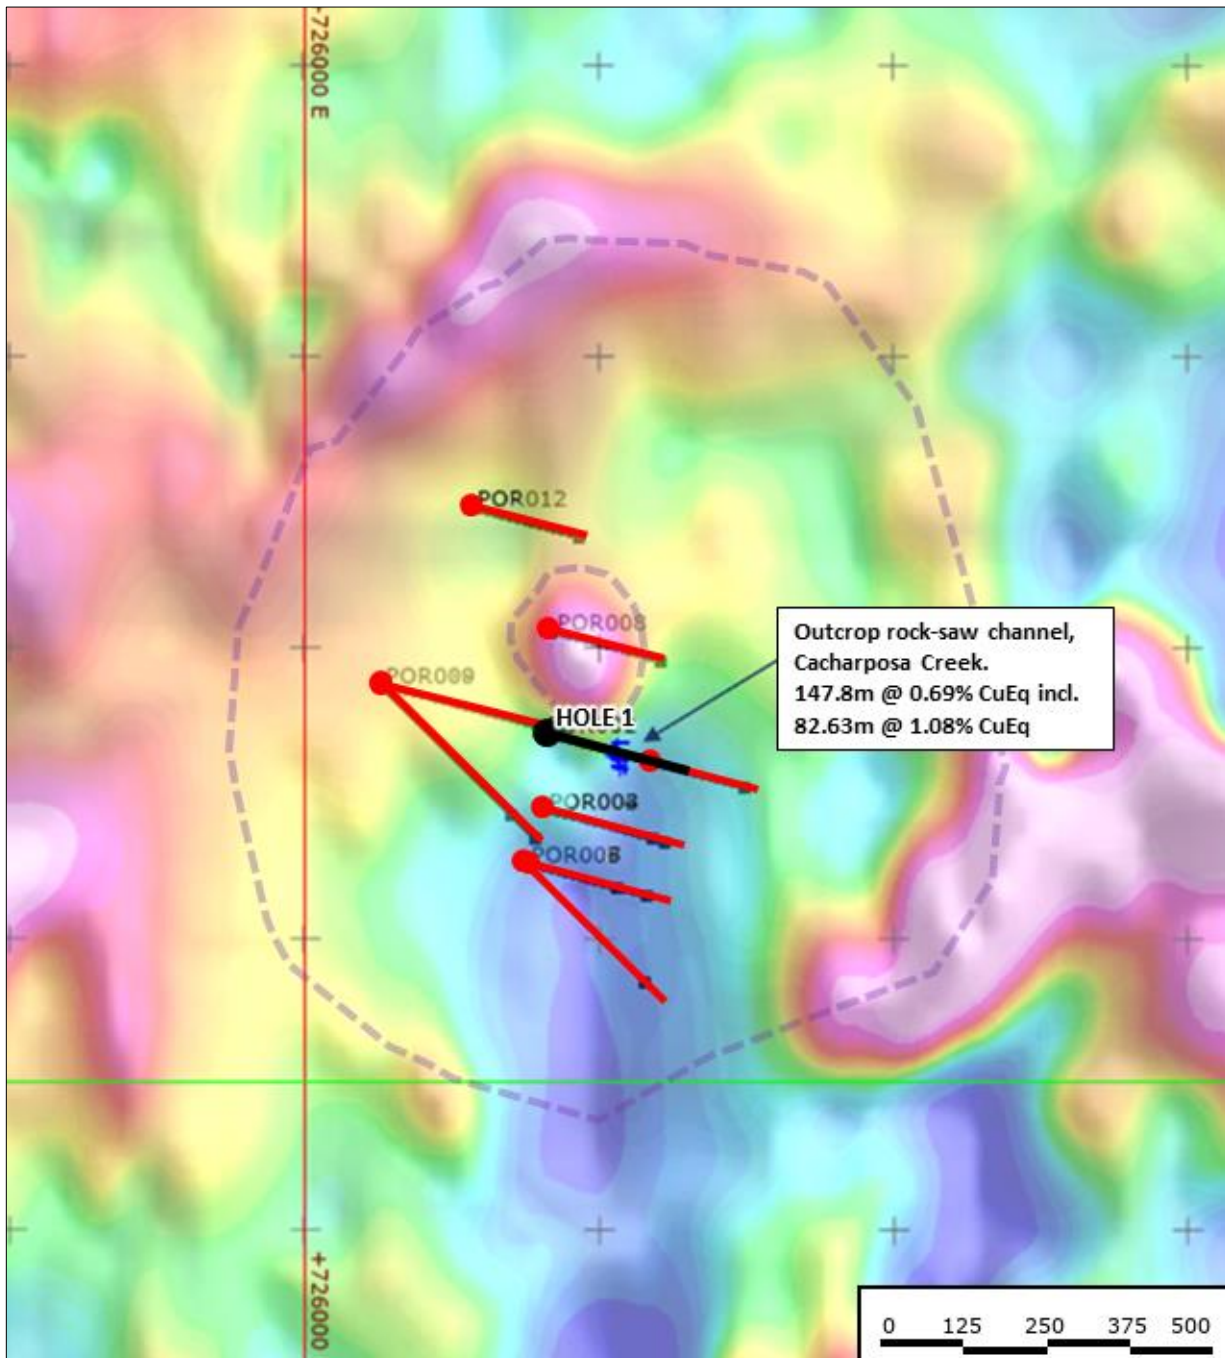 +726000 E
POR012
POR008
POR009
HOLE 1
Outcrop rock-saw channel,
Cacharposa Creek.
147.8m @ 0.69% CuEq incl.
82.63m @ 1.08% CuEq
+726000
0 125 250 375 500